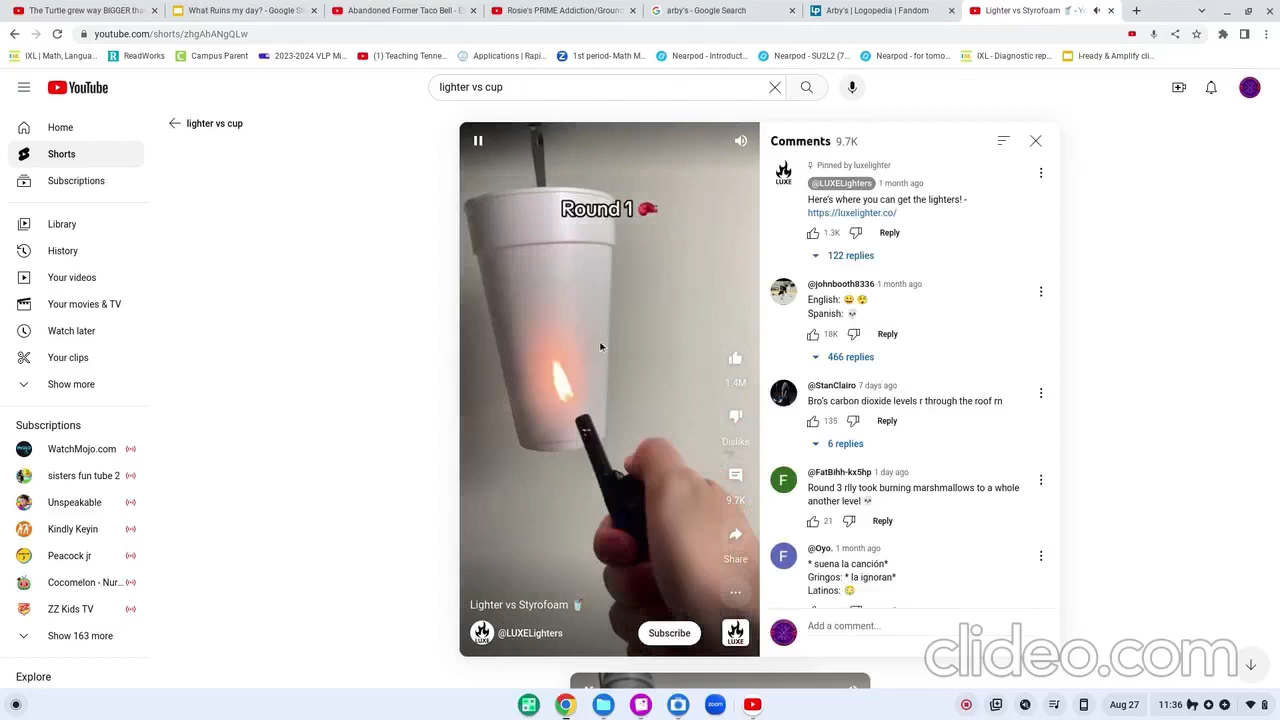 The Turtle grew way BIGGER tha
What Ruins my day? - Google Sl
Abandoned Former Taco Bell - E
Rosie's PRIME Addiction/Ground
arby's - Google Search
Arby's | Logopedia | Fandom
Lighter vs Styrofoam 🥤 - Yo
youtube.com/shorts/zhgAhANgQLw
IXL | Math, Langua...
ReadWorks
Campus Parent
2023-2024 VLP Mi...
(1) Teaching Tenne...
Applications | Rapi...
1st period- Math M...
Nearpod - Introduct...
Nearpod - SU2L2 (7...
Nearpod - for tomo...
IXL - Diagnostic rep...
I-ready & Amplify cl...
YouTube
lighter vs cup
Home
Shorts
Subscriptions
Library
History
Your videos
Your movies & TV
Watch later
Your clips
Show more
Subscriptions
WatchMojo.com
sisters fun tube 2
Unspeakable
Kindly Keyin
Peacock jr
Cocomelon - Nur...
ZZ Kids TV
Show 163 more
Explore
lighter vs cup
Round 1 🥊
1.4M
Dislike
9.7K
Share
Lighter vs Styrofoam 🥤
LUXE @LUXELighters
Subscribe
LUXE
Comments 9.7K
Pinned by luxelighter
LUXE
@LUXELighters 1 month ago
Here's where you can get the lighters! -
https://luxelighter.co/
1.3K Reply
122 replies
@johnbooth8336 1 month ago
English: 😀 😲
Spanish: 💀
18K Reply
466 replies
@StanClairo 7 days ago
Bro's carbon dioxide levels r through the roof rn
135 Reply
6 replies
F
@FatBihh-kx5hp 1 day ago
Round 3 rlly took burning marshmallows to a whole
another level 💀
21 Reply
F
@Oyo. 1 month ago
* suena la canción*
Gringos: * la ignoran*
Latinos: 😳
Add a comment...
clideo.com
zoom
Aug 27